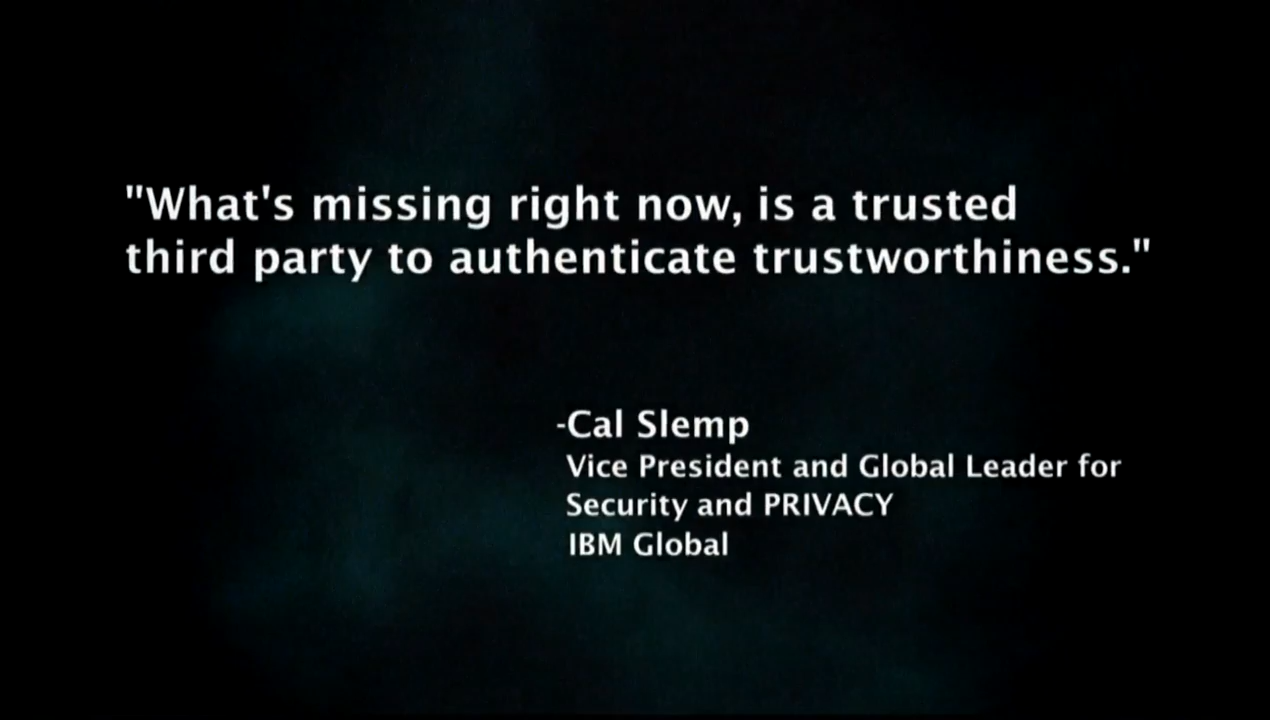 "What's missing right now, is a trusted
third party to authenticate trustworthiness."
-Cal Slemp
Vice President and Global Leader for
Security and PRIVACY
IBM Global